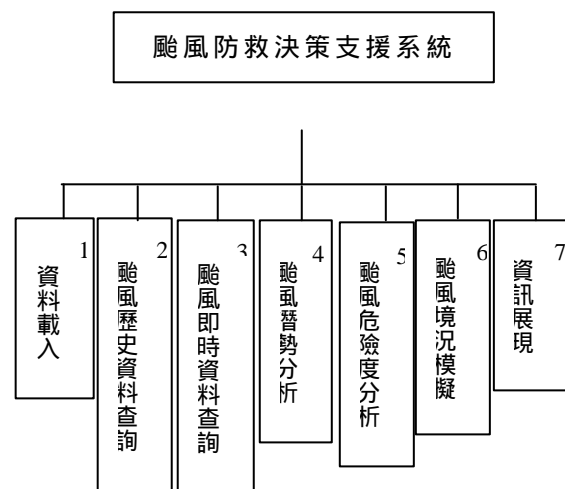 颱風防救決策支援系統
1
資料載入
2
颱風歷史資料查詢
3
颱風即時資料查詢
4
颱風潛勢分析
5
颱風危險度分析
6
颱風境況模擬
7
資訊展現